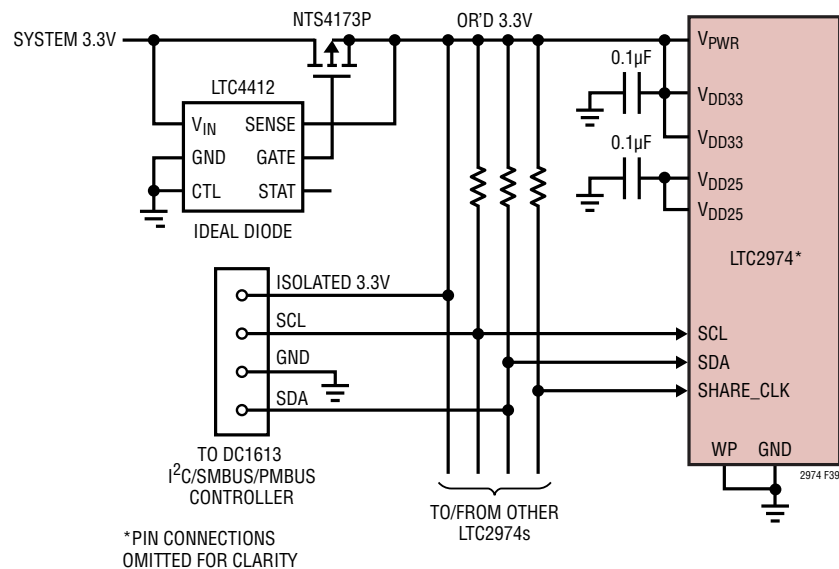 NTS4173P
OR'D 3.3V
SYSTEM 3.3V
LTC4412
VIN
SENSE
GND
GATE
CTL
STAT
IDEAL DIODE
0.1µF
0.1µF
VPWR
VDD33
VDD33
VDD25
VDD25
LTC2974*
SCL
SDA
SHARE_CLK
WP
GND
2974 F39
ISOLATED 3.3V
SCL
GND
SDA
TO DC1613
I2C/SMBUS/PMBUS
CONTROLLER
TO/FROM OTHER
LTC2974s
*PIN CONNECTIONS
OMITTED FOR CLARITY